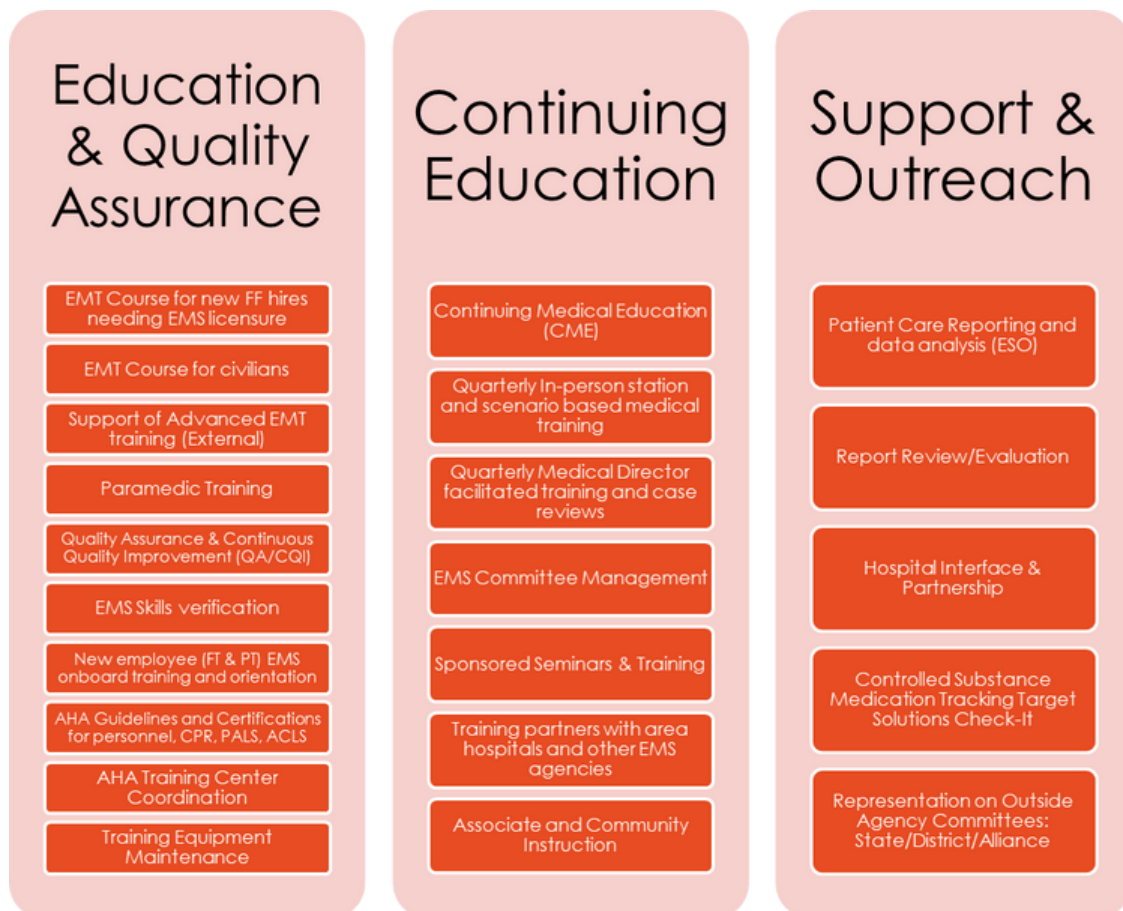 Education
& Quality
Assurance
EMT Course for new FF hires
needing EMS licensure
EMT Course for civilians
Support of Advanced EMT
training (External)
Paramedic Training
Quality Assurance & Continuous
Quality Improvement (QA/CQI)
EMS Skills verification
New employee (FT & PT) EMS
onboard training and orientation
AHA Guidelines and Certifications
for personnel, CPR, PALS, ACLS
AHA Training Center
Coordination
Training Equipment
Maintenance
Continuing
Education
Continuing Medical Education
(CME)
Quarterly In-person station
and scenario based medical
training
Quarterly Medical Director
facilitated training and case
reviews
EMS Committee Management
Sponsored Seminars & Training
Training partners with area
hospitals and other EMS
agencies
Associate and Community
Instruction
Support &
Outreach
Patient Care Reporting and
data analysis (ESO)
Report Review/Evaluation
Hospital Interface &
Partnership
Controlled Substance
Medication Tracking Target
Solutions Check-It
Representation on Outside
Agency Committees:
State/District/Alliance